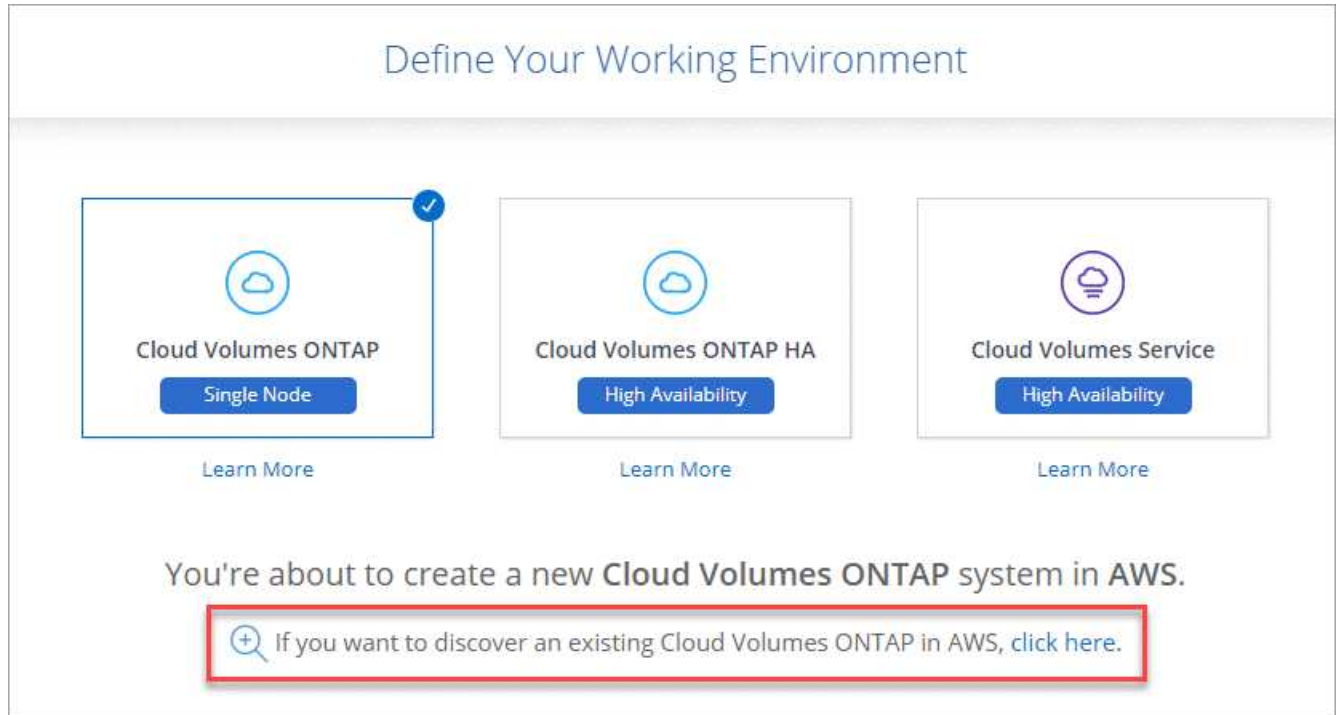 Define Your Working Environment
Cloud Volumes ONTAP
Single Node
Learn More
Cloud Volumes ONTAP HA
High Availability
Learn More
Cloud Volumes Service
High Availability
Learn More
You're about to create a new Cloud Volumes ONTAP system in AWS.
If you want to discover an existing Cloud Volumes ONTAP in AWS, click here.